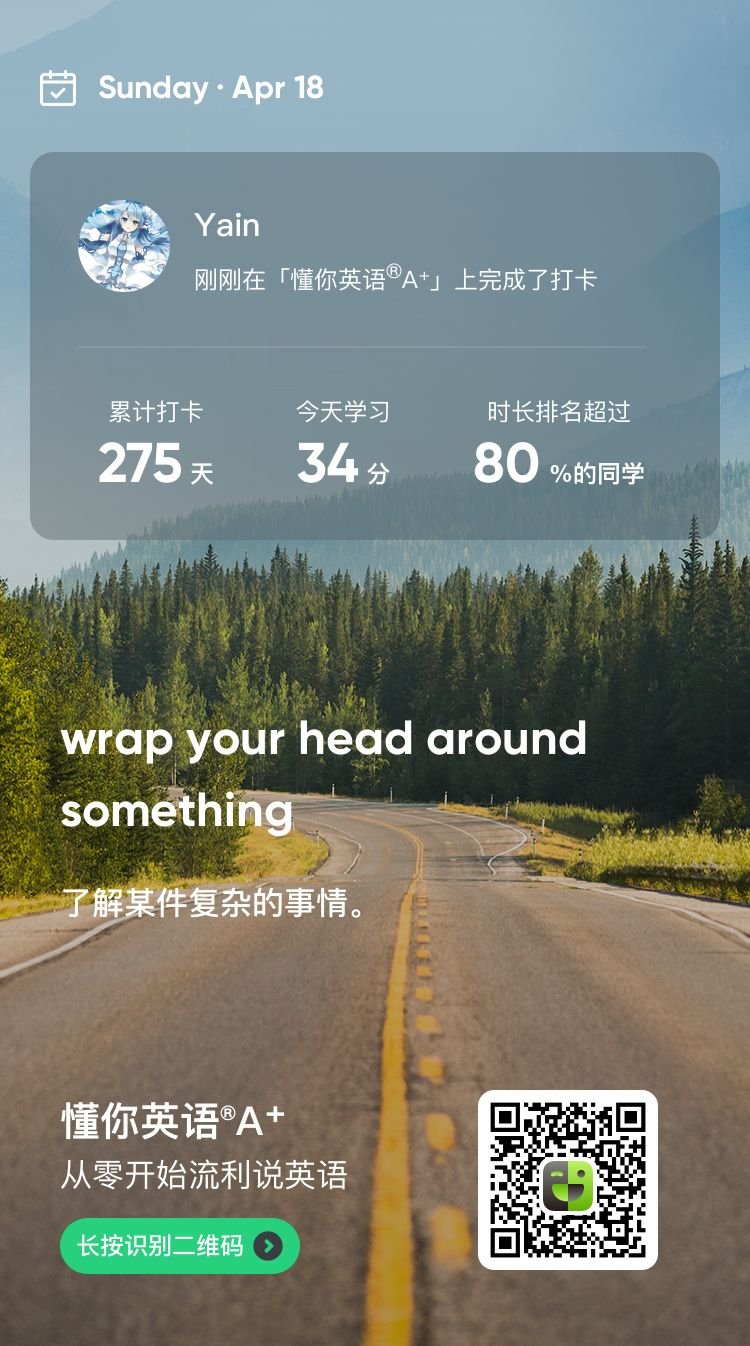 Sunday · Apr 18
Yain
刚刚在「懂你英语®A⁺」上完成了打卡
累计打卡 今天学习 时长排名超过
275 天 34 分 80 %的同学
wrap your head around
something
了解某件复杂的事情。
懂你英语®A⁺
从零开始流利说英语
长按识别二维码